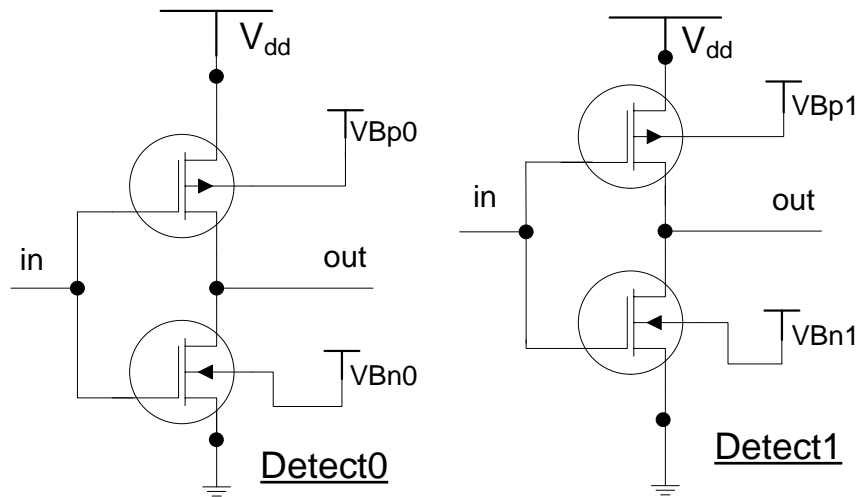 Vdd
VBp0
in
out
VBn0
Detect0
Vdd
VBp1
in
out
VBn1
Detect1